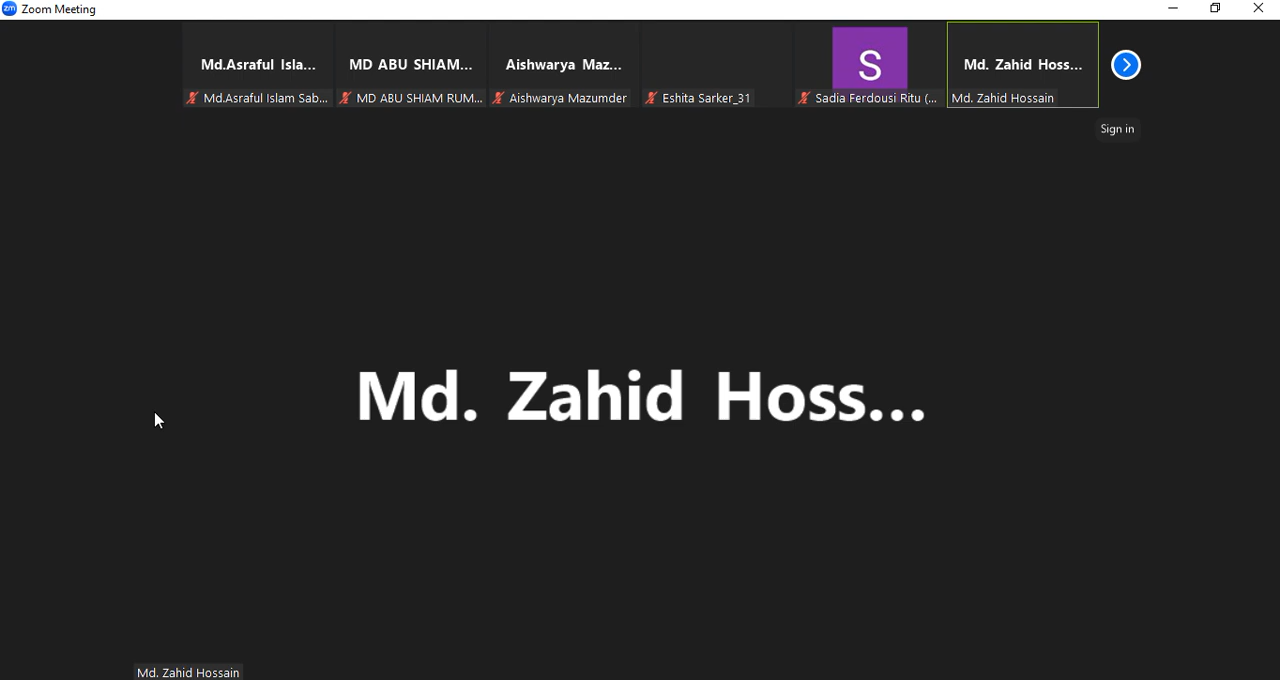 zm Zoom Meeting
Md.Asraful Isla... MD ABU SHIAM... Aishwarya Maz... S Md. Zahid Hoss...
Md.Asraful Islam Sab... MD ABU SHIAM RUM... Aishwarya Mazumder Eshita Sarker_31 Sadia Ferdousi Ritu (... Md. Zahid Hossain
Sign in
Md. Zahid Hoss...
Md. Zahid Hossain